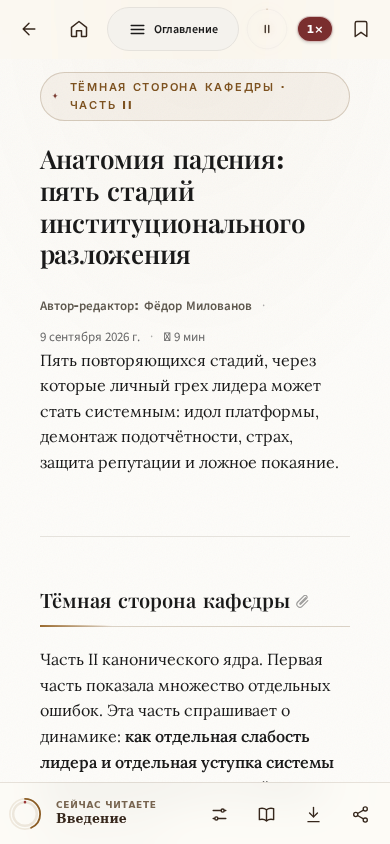 Оглавление
1×
ТЁМНАЯ СТОРОНА КАФЕДРЫ ·
ЧАСТЬ II
Анатомия падения:
пять стадий
институционального
разложения
Автор-редактор: Фёдор Милованов ·
9 сентября 2026 г. · 9 мин
Пять повторяющихся стадий, через
которые личный грех лидера может
стать системным: идол платформы,
демонтаж подотчётности, страх,
защита репутации и ложное покаяние.
Тёмная сторона кафедры
Часть II канонического ядра. Первая
часть показала множество отдельных
ошибок. Эта часть спрашивает о
динамике: как отдельная слабость
лидера и отдельная уступка системы
СЕЙЧАС ЧИТАЕТЕ
Введение